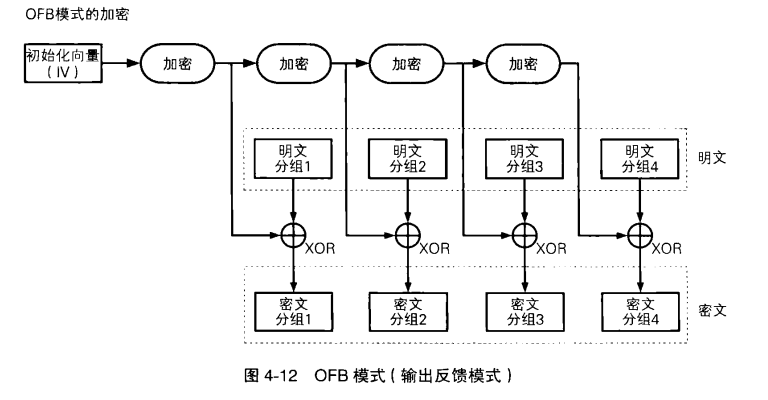 OFB模式的加密
初始化向量
（IV）
加密
加密
加密
加密
明文
分组1
明文
分组2
明文
分组3
明文
分组4
明文
XOR
XOR
XOR
XOR
密文
分组1
密文
分组2
密文
分组3
密文
分组4
密文
图 4-12 OFB 模式（输出反馈模式）